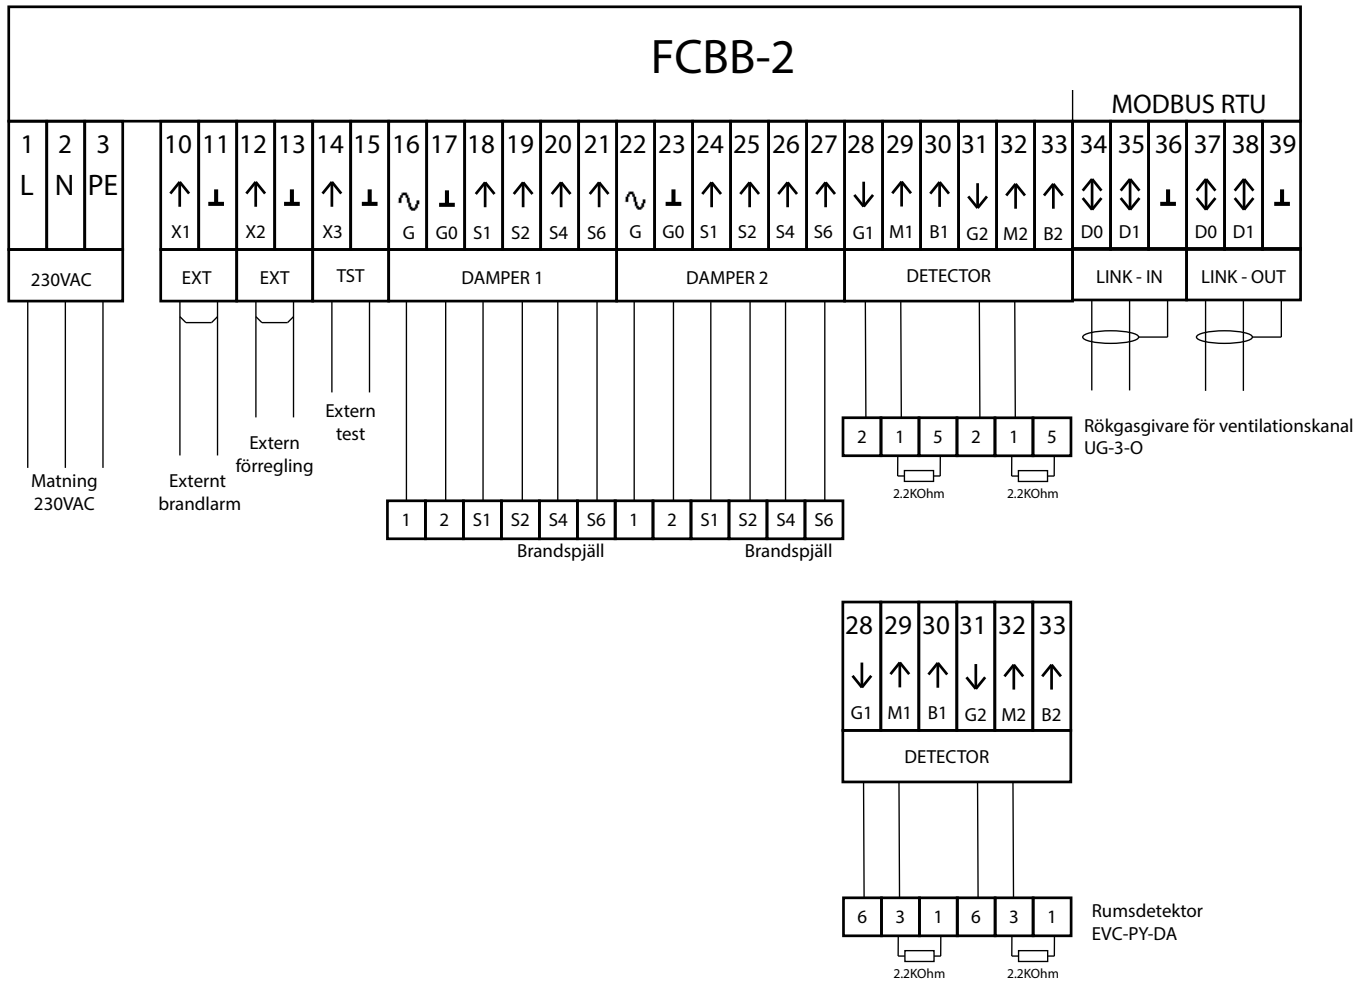 FCBB-2
MODBUS RTU
1 2 3 10 11 12 13 14 15 16 17 18 19 20 21 22 23 24 25 26 27 28 29 30 31 32 33 34 35 36 37 38 39
L N PE
X1 X2 X3 G G0 S1 S2 S4 S6 G G0 S1 S2 S4 S6 G1 M1 B1 G2 M2 B2 D0 D1 D0 D1
230VAC EXT EXT TST DAMPER 1 DAMPER 2 DETECTOR LINK - IN LINK - OUT
Matning
230VAC
Externt
brandlarm
Extern
förregling
Extern
test
2 1 5 2 1 5
2.2KOhm 2.2KOhm
Rökgasgivare för ventilationskanal
UG-3-O
1 2 S1 S2 S4 S6 1 2 S1 S2 S4 S6
Brandspjäll Brandspjäll
28 29 30 31 32 33
G1 M1 B1 G2 M2 B2
DETECTOR
6 3 1 6 3 1
2.2KOhm 2.2KOhm
Rumsdetektor
EVC-PY-DA